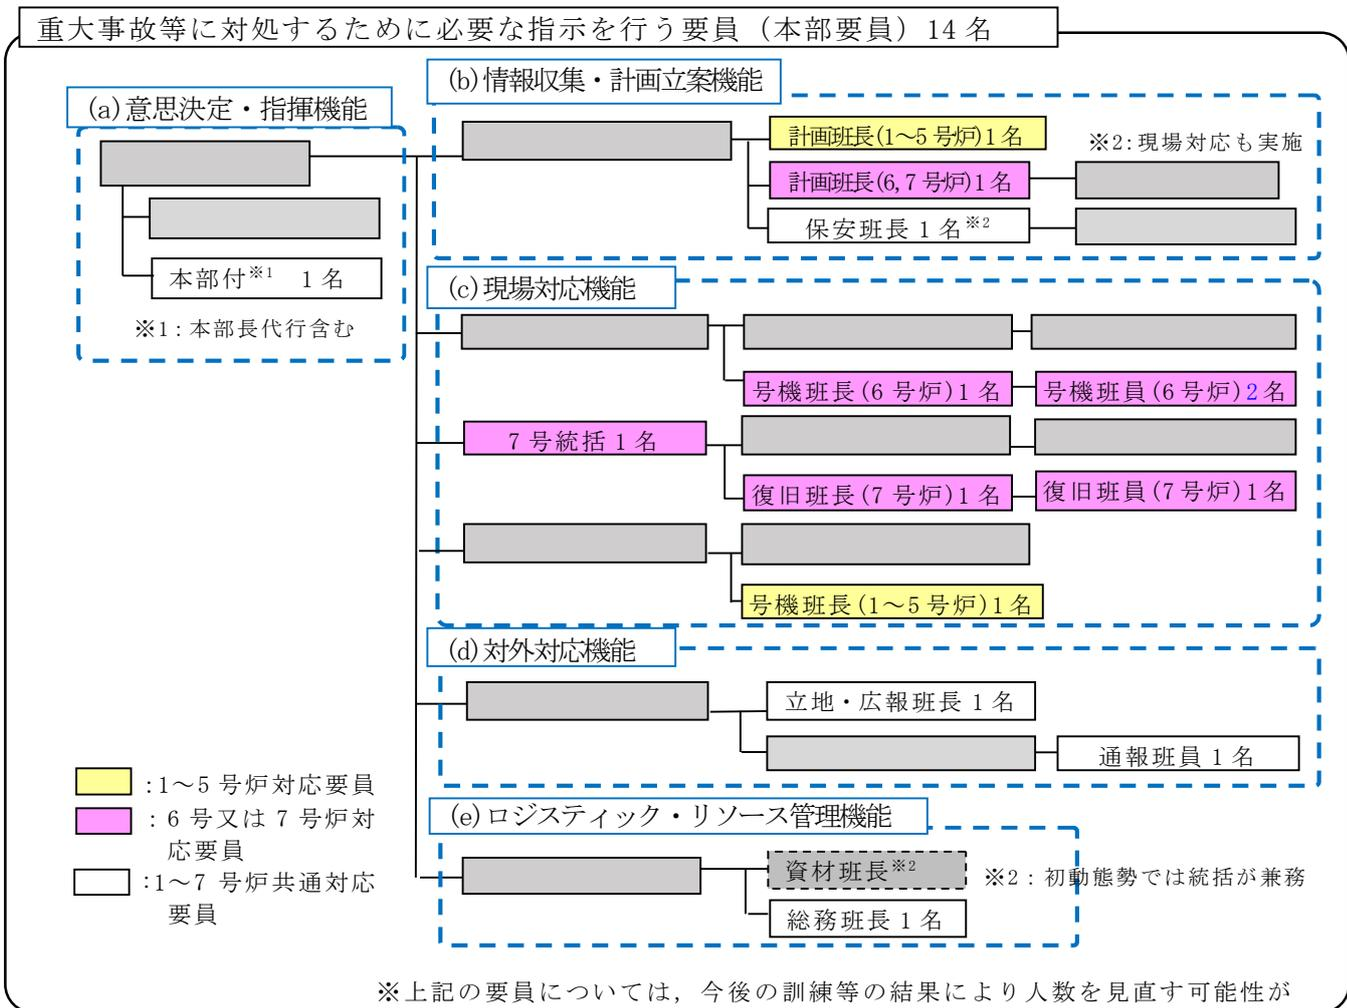 重大事故等に対処するために必要な指示を行う要員（本部要員）14名
(a)意思決定・指揮機能
本部付※1　1名
※1：本部長代行含む
(b)情報収集・計画立案機能
計画班長(1～5号炉)1名
※2：現場対応も実施
計画班長(6,7号炉)1名
保安班長1名※2
(c)現場対応機能
号機班長(6号炉)1名
号機班員(6号炉)2名
7号統括1名
復旧班長(7号炉)1名
復旧班員(7号炉)1名
号機班長(1～5号炉)1名
(d)対外対応機能
立地・広報班長1名
通報班員1名
(e)ロジスティック・リソース管理機能
資材班長※2
※2：初動態勢では統括が兼務
総務班長1名
：1～5号炉対応要員
：6号又は7号炉対
応要員
：1～7号炉共通対応
要員
※上記の要員については，今後の訓練等の結果により人数を見直す可能性が